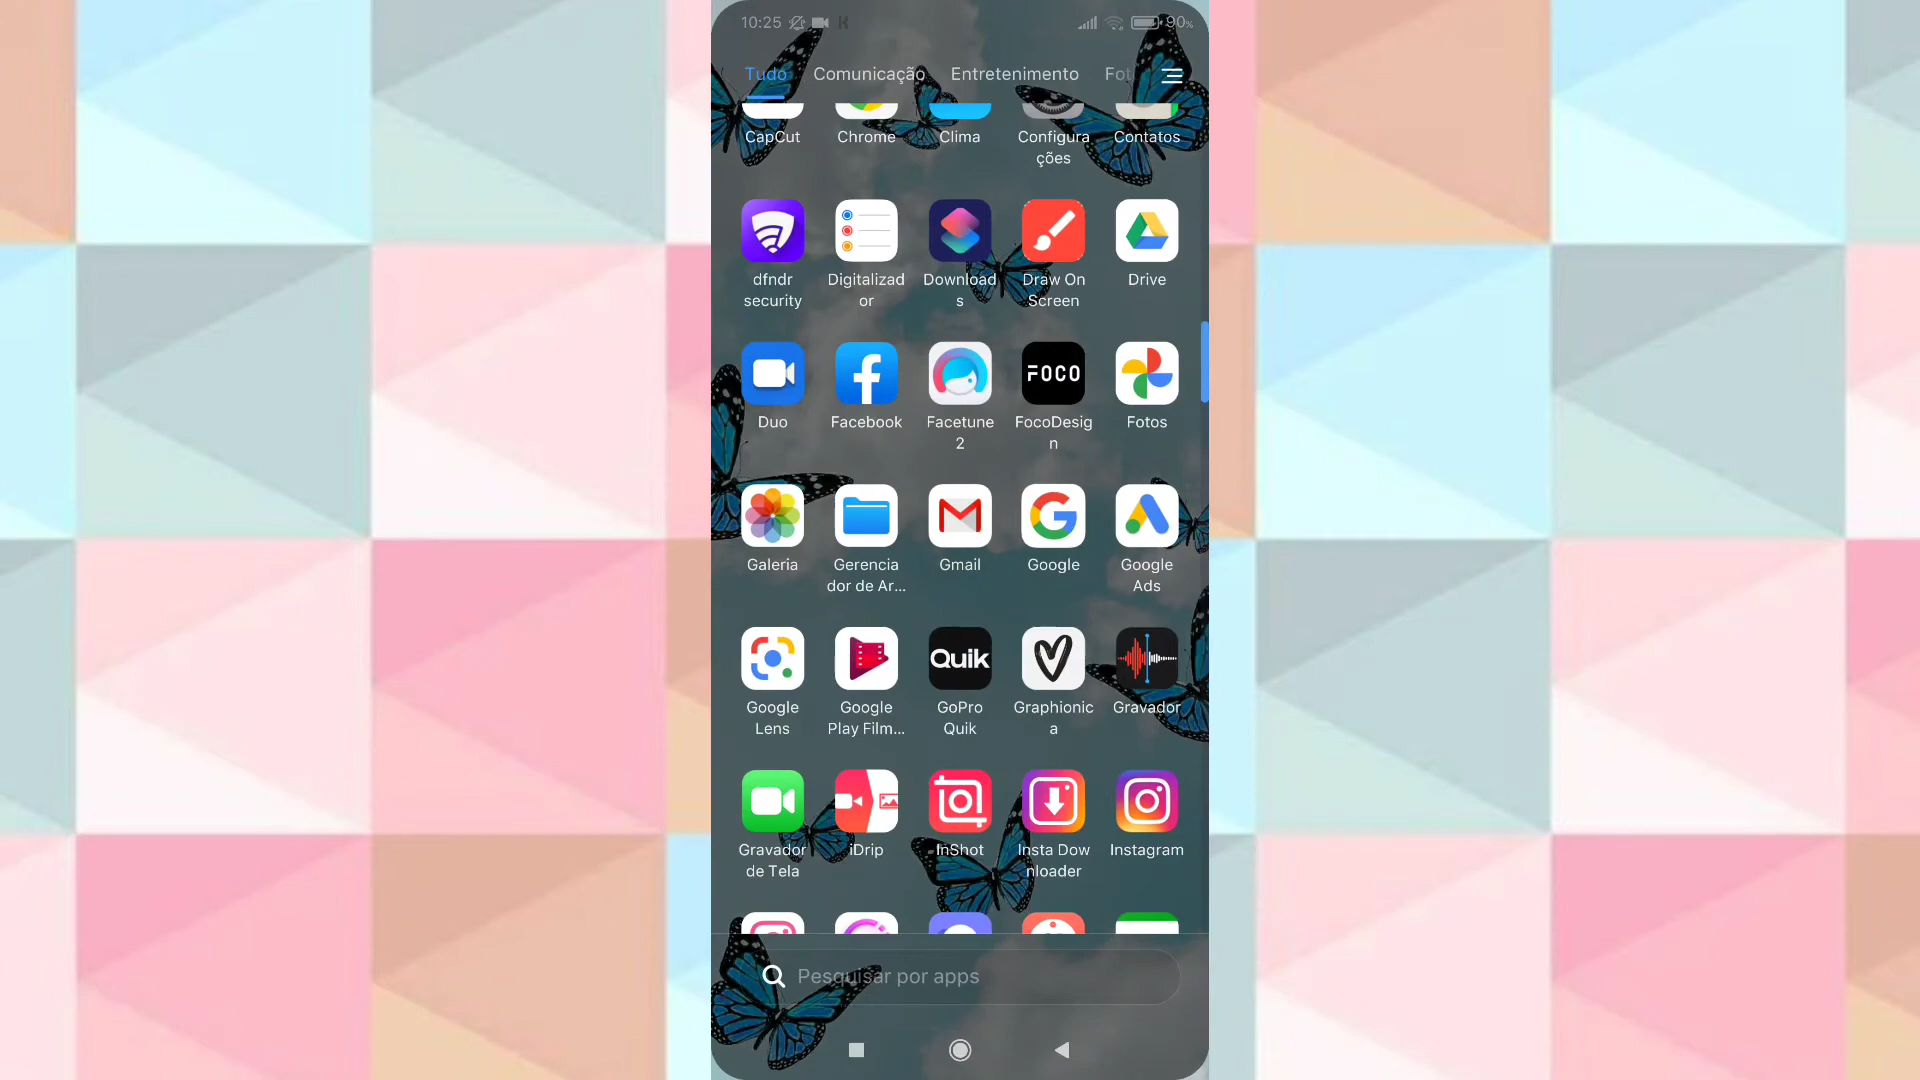 10:25 90%
Tudo Comunicação Entretenimento Fot
CapCut Chrome Clima Configura Contatos
ções
dfndr Digitalizad Download Draw On Drive
security or s Screen
FOCO
Duo Facebook Facetune FocoDesig Fotos
2 n
Galeria Gerencia Gmail Google Google
dor de Ar... Ads
Quik
Google Google GoPro Graphionic Gravador
Lens Play Film... Quik a
Gravador iDrip InShot Insta Dow Instagram
de Tela nloader
Pesquisar por apps